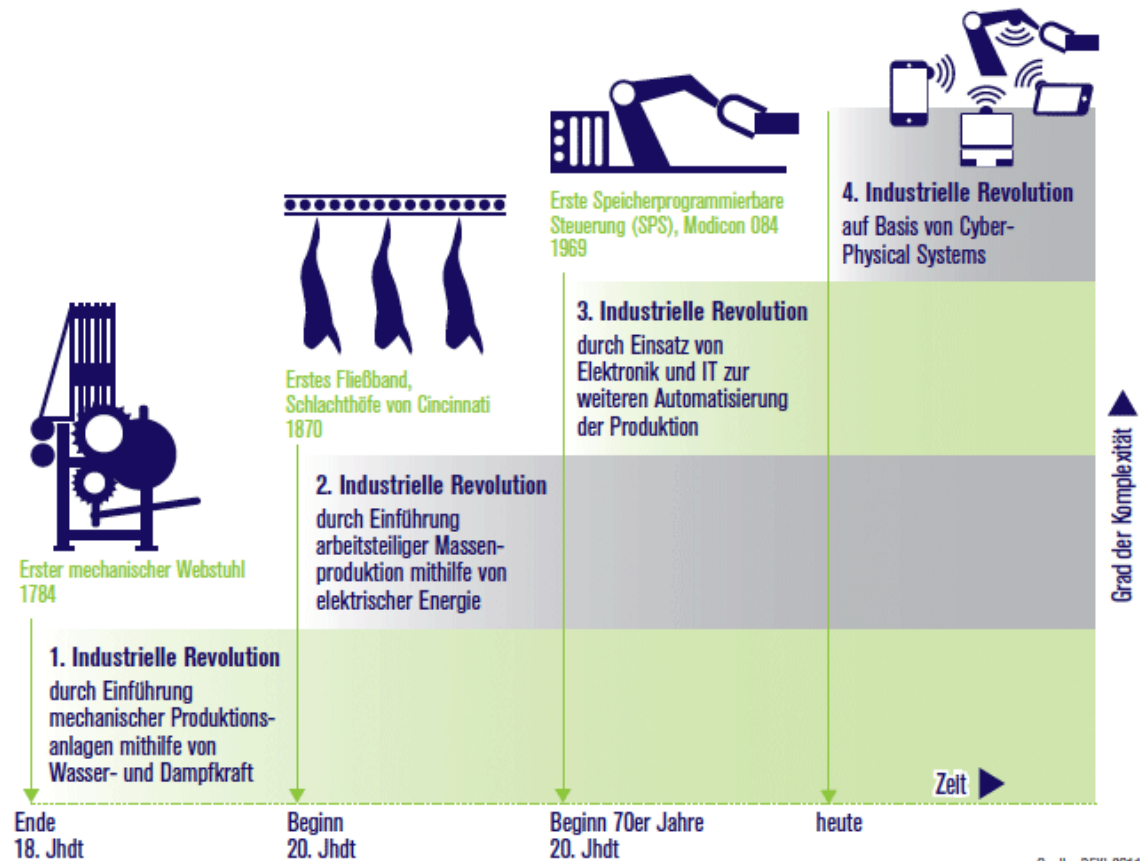 4. Industrielle Revolution
auf Basis von Cyber-
Physical Systems
Erste Speicherprogrammierbare
Steuerung (SPS), Modicon 084
1969
3. Industrielle Revolution
durch Einsatz von
Elektronik und IT zur
weiteren Automatisierung
der Produktion
Erstes Fließband,
Schlachthöfe von Cincinnati
1870
2. Industrielle Revolution
durch Einführung
arbeitsteiliger Massen-
produktion mithilfe von
elektrischer Energie
Erster mechanischer Webstuhl
1784
1. Industrielle Revolution
durch Einführung
mechanischer Produktions-
anlagen mithilfe von
Wasser- und Dampfkraft
Grad der Komplexität
Zeit
Ende
18. Jhdt
Beginn
20. Jhdt
Beginn 70er Jahre
20. Jhdt
heute